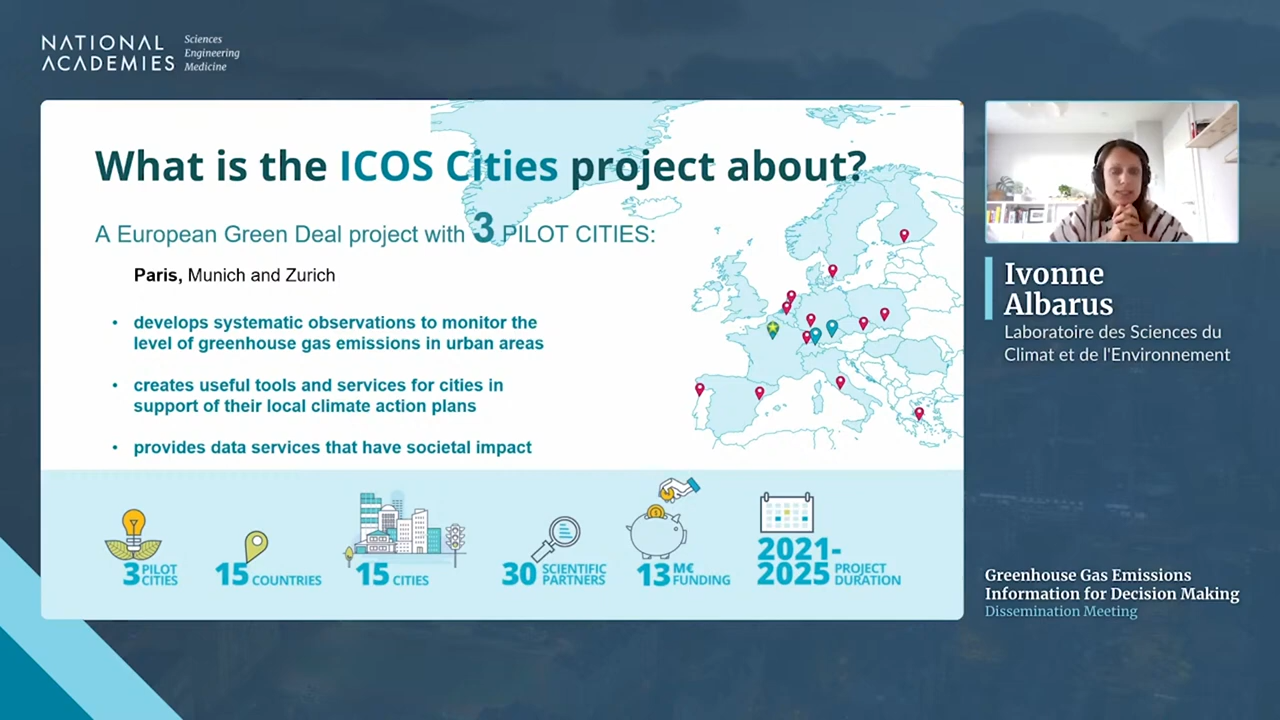 NATIONAL
ACADEMIES
Sciences
Engineering
Medicine
What is the ICOS Cities project about?
A European Green Deal project with 3 PILOT CITIES:
Paris, Munich and Zurich
• develops systematic observations to monitor the
level of greenhouse gas emissions in urban areas
• creates useful tools and services for cities in
support of their local climate action plans
• provides data services that have societal impact
3 PILOT
CITIES
15 COUNTRIES
15 CITIES
30 SCIENTIFIC
PARTNERS
13 M€
FUNDING
2021-
2025 PROJECT
DURATION
Ivonne
Albarus
Laboratoire des Sciences du
Climat et de l'Environnement
Greenhouse Gas Emissions
Information for Decision Making
Dissemination Meeting